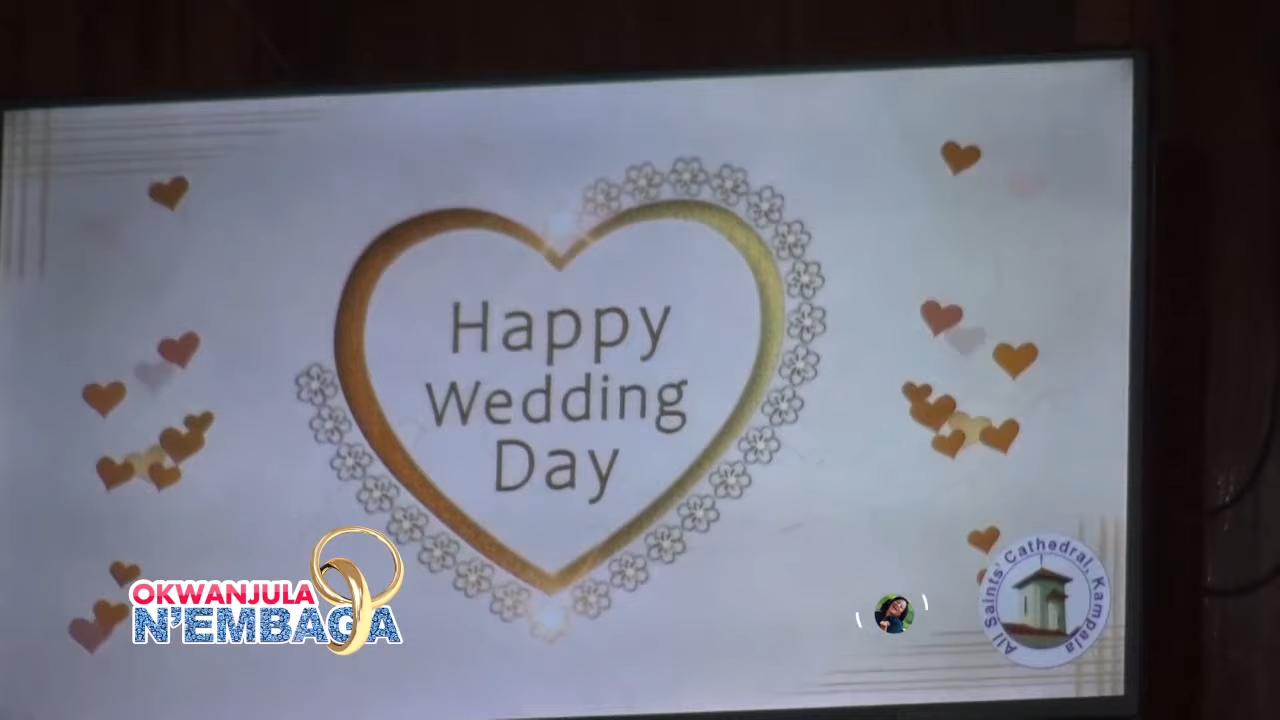 Happy
Wedding
Day
OKWANJULA
N'EMBAGA
All Saints' Cathedral, Kampala